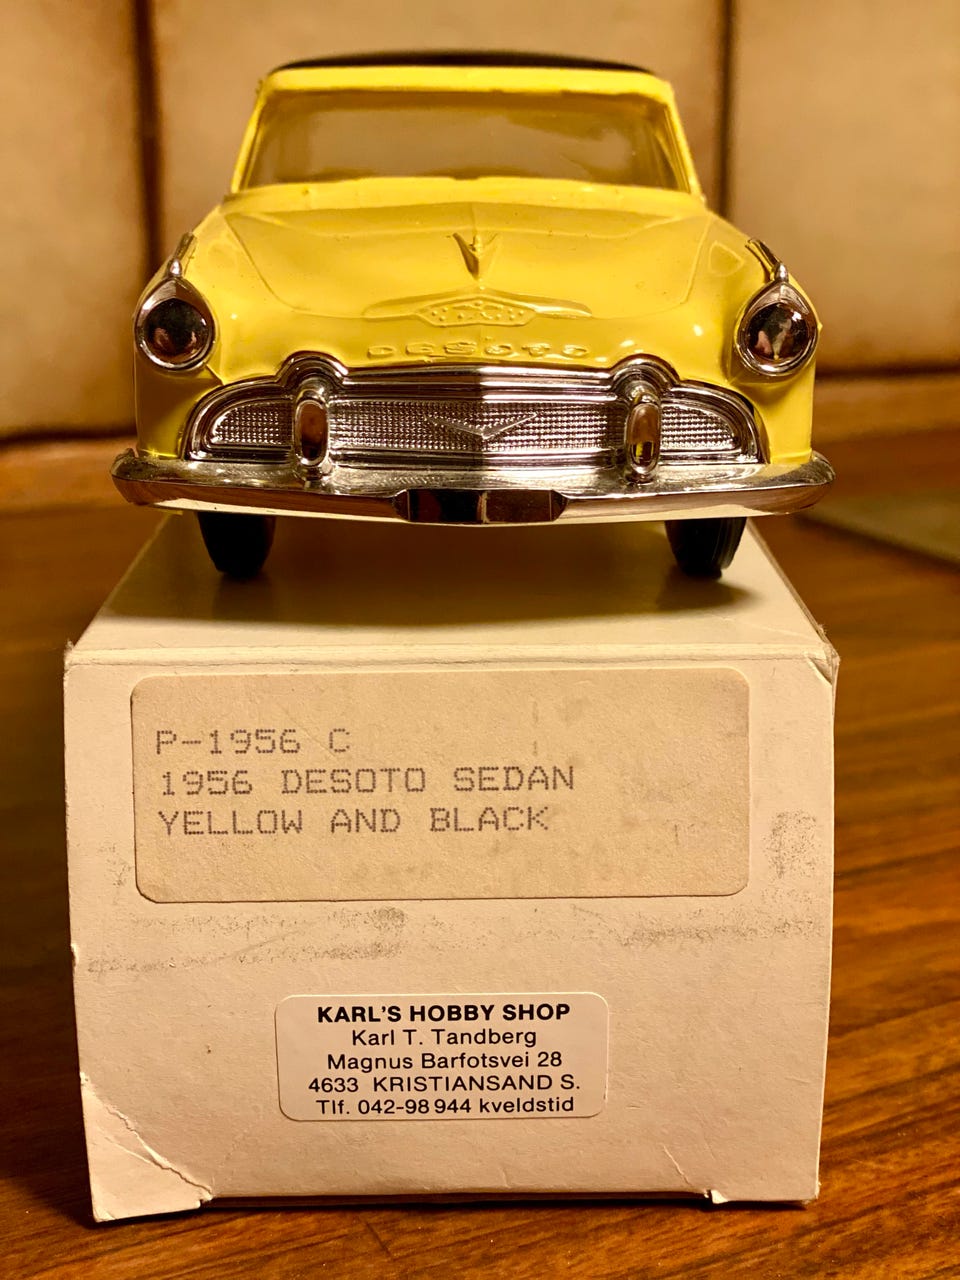 DESOTO
P-1956 C
1956 DESOTO SEDAN
YELLOW AND BLACK
KARL'S HOBBY SHOP
Karl T. Tandberg
Magnus Barfotsvei 28
4633 KRISTIANSAND S.
Tlf. 042-98 944 kveldstid